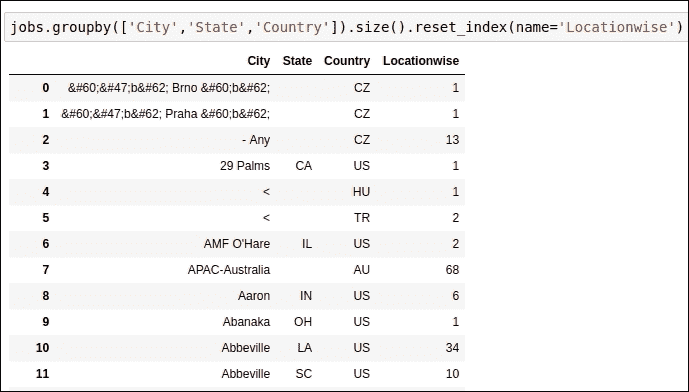 jobs.groupby(['City','State','Country']).size().reset_index(name='Locationwise')
City State Country Locationwise
0 &#60;&#47;b&#62; Brno &#60;b&#62; CZ 1
1 &#60;&#47;b&#62; Praha &#60;b&#62; CZ 1
2 - Any CZ 13
3 29 Palms CA US 1
4 < HU 1
5 < TR 2
6 AMF O'Hare IL US 2
7 APAC-Australia AU 68
8 Aaron IN US 6
9 Abanaka OH US 1
10 Abbeville LA US 34
11 Abbeville SC US 10